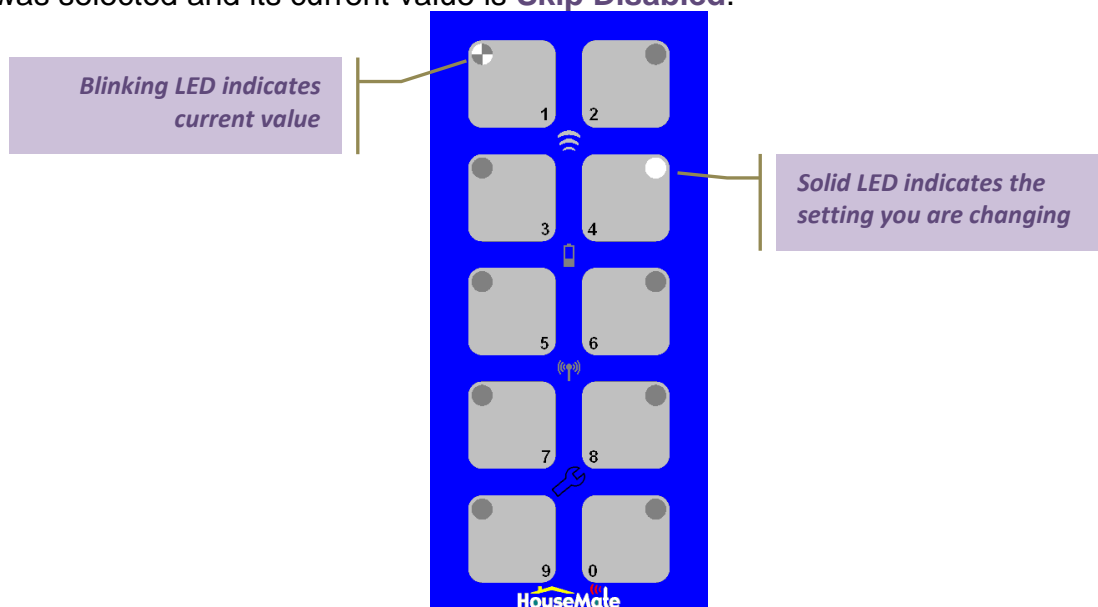 was selected and its current value is Skip Disabled.
Blinking LED indicates
current value
1 2
Solid LED indicates the
setting you are changing
3 4
5 6
7 8
9 0
HouseMate